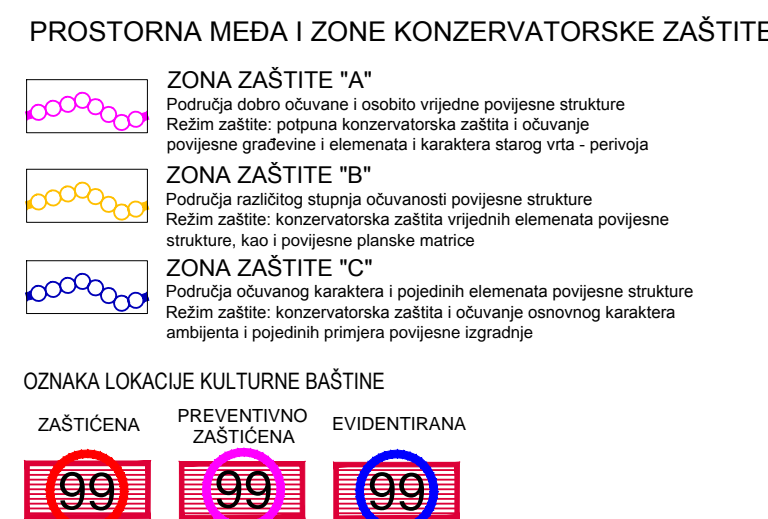 PROSTORNA MEĐA I ZONE KONZERVATORSKE ZAŠTITE
ZONA ZAŠTITE "A"
Područja dobro očuvane i osobito vrijedne povijesne strukture
Režim zaštite: potpuna konzervatorska zaštita i očuvanje
povijesne građevine i elemenata i karaktera starog vrta - perivoja
ZONA ZAŠTITE "B"
Područja različitog stupnja očuvanosti povijesne strukture
Režim zaštite: konzervatorska zaštita vrijednih elemenata povijesne
strukture, kao i povijesne planske matrice
ZONA ZAŠTITE "C"
Područja očuvanog karaktera i pojedinih elemenata povijesne strukture
Režim zaštite: konzervatorska zaštita i očuvanje osnovnog karaktera
ambijenta i pojedinih primjera povijesne izgradnje
OZNAKA LOKACIJE KULTURNE BAŠTINE
ZAŠTIĆENA
PREVENTIVNO
ZAŠTIĆENA
EVIDENTIRANA
99 99 99